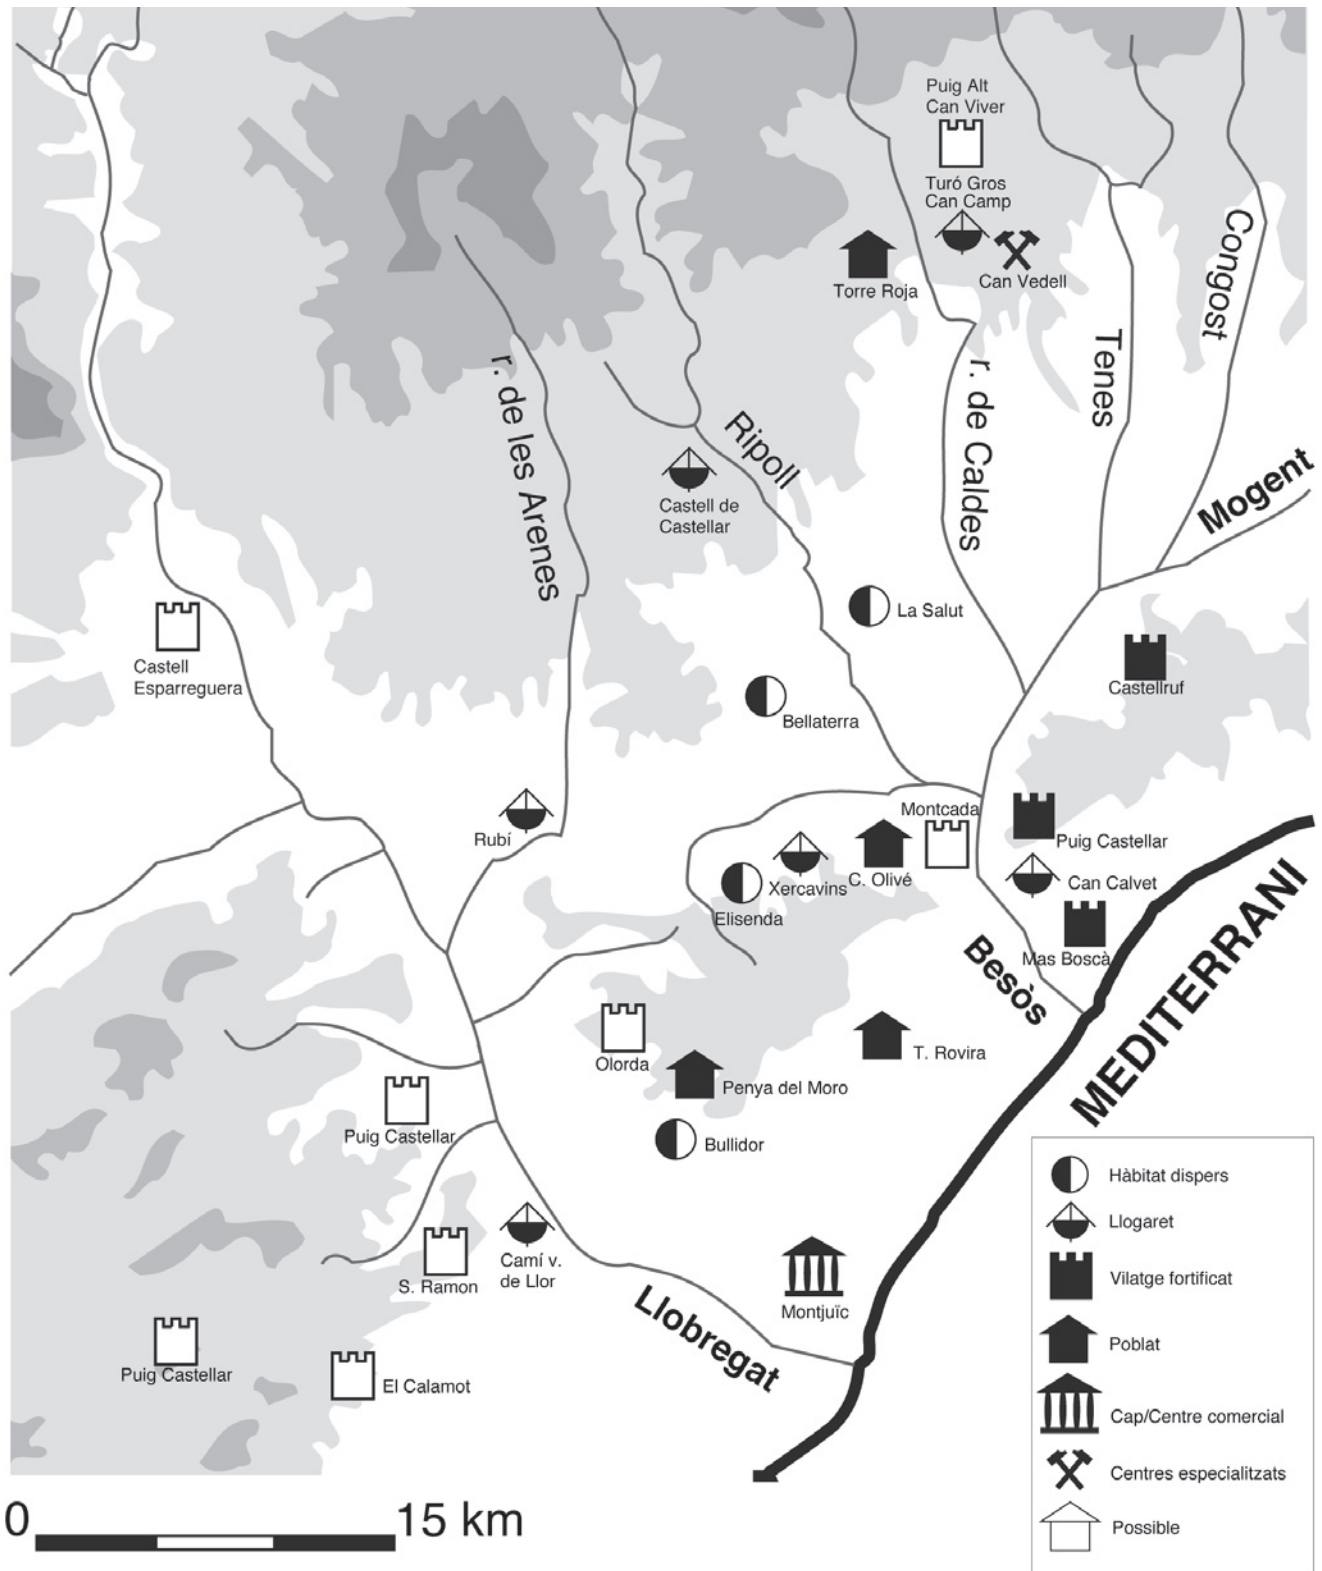 Puig Alt
Can Viver
Turó Gros
Can Camp
Torre Roja
Can Vedell
Congost
Tenes
r. de Caldes
r. de les Arenes
Ripoll
Mogent
Castell de
Castellar
La Salut
Castell
Esparreguera
Castellruf
Bellaterra
Montcada
Rubí
Puig Castellar
Xercavins
C. Olivé
Can Calvet
Elisenda
Mas Boscà
Besòs
MEDITERRANI
Olorda
T. Rovira
Penya del Moro
Puig Castellar
Bullidor
S. Ramon
Camí v.
de Llor
Montjuïc
Llobregat
Puig Castellar
El Calamot
Hàbitat dispers
Llogaret
Vilatge fortificat
Poblat
Cap/Centre comercial
Centres especialitzats
Possible
0 15 km